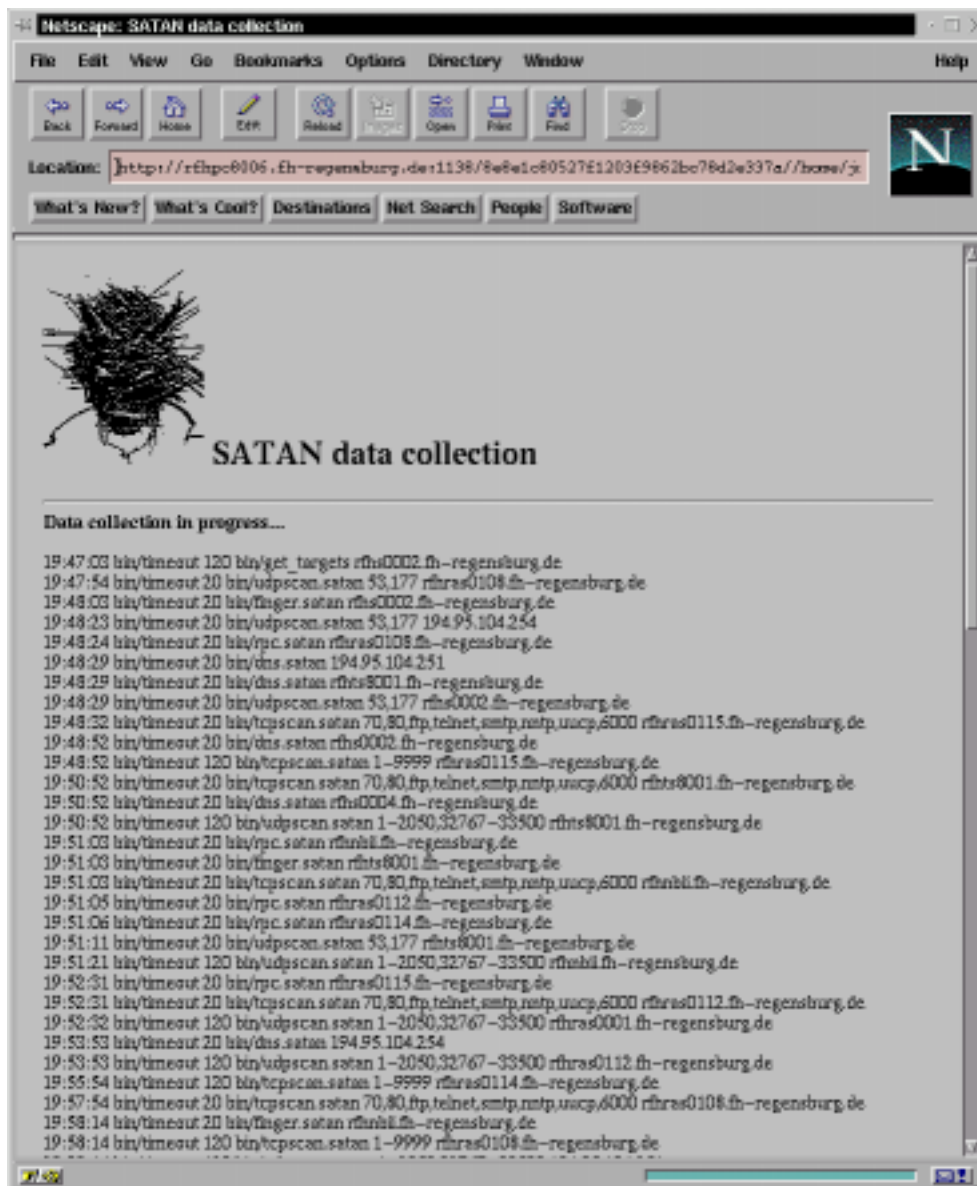 Netscape: SATAN data collection
File Edit View Go Bookmarks Options Directory Window Help
Back Forward Home Edit Reload Images Open Print Find Stop
N
Location: http://rfhpc8006.fh-regensburg.de:1138/8e8e1c80527f1203f9862bc78d2e337a//home/jc
What's New? What's Cool? Destinations Net Search People Software
SATAN data collection
Data collection in progress...
19:47:03 bin/timeout 120 bin/get_targets rfhs0002.fh-regensburg.de
19:47:54 bin/timeout 20 bin/udpscan.satan 53,177 rfhras0108.fh-regensburg.de
19:48:03 bin/timeout 20 bin/finger.satan rfhs0002.fh-regensburg.de
19:48:23 bin/timeout 20 bin/udpscan.satan 53,177 194.95.104.254
19:48:24 bin/timeout 20 bin/rpc.satan rfhras0108.fh-regensburg.de
19:48:29 bin/timeout 20 bin/dns.satan 194.95.104.251
19:48:29 bin/timeout 20 bin/dns.satan rfhts8001.fh-regensburg.de
19:48:29 bin/timeout 20 bin/udpscan.satan 53,177 rfhs0002.fh-regensburg.de
19:48:32 bin/timeout 20 bin/tcpscan.satan 70,80,ftp,telnet,smtp,nntp,uucp,6000 rfhras0115.fh-regensburg.de
19:48:52 bin/timeout 20 bin/dns.satan rfhs0002.fh-regensburg.de
19:48:52 bin/timeout 120 bin/tcpscan.satan 1-9999 rfhras0115.fh-regensburg.de
19:50:52 bin/timeout 20 bin/tcpscan.satan 70,80,ftp,telnet,smtp,nntp,uucp,6000 rfhts8001.fh-regensburg.de
19:50:52 bin/timeout 20 bin/dns.satan rfhs0004.fh-regensburg.de
19:50:52 bin/timeout 120 bin/udpscan.satan 1-2050,32767-33500 rfhts8001.fh-regensburg.de
19:51:03 bin/timeout 20 bin/rpc.satan rfhnbli.fh-regensburg.de
19:51:03 bin/timeout 20 bin/finger.satan rfhts8001.fh-regensburg.de
19:51:03 bin/timeout 20 bin/tcpscan.satan 70,80,ftp,telnet,smtp,nntp,uucp,6000 rfhnbli.fh-regensburg.de
19:51:05 bin/timeout 20 bin/rpc.satan rfhras0112.fh-regensburg.de
19:51:06 bin/timeout 20 bin/rpc.satan rfhras0114.fh-regensburg.de
19:51:11 bin/timeout 20 bin/udpscan.satan 53,177 rfhts8001.fh-regensburg.de
19:51:21 bin/timeout 120 bin/udpscan.satan 1-2050,32767-33500 rfhnbli.fh-regensburg.de
19:52:31 bin/timeout 20 bin/rpc.satan rfhras0115.fh-regensburg.de
19:52:31 bin/timeout 20 bin/tcpscan.satan 70,80,ftp,telnet,smtp,nntp,uucp,6000 rfhras0112.fh-regensburg.de
19:52:32 bin/timeout 120 bin/udpscan.satan 1-2050,32767-33500 rfhras0001.fh-regensburg.de
19:53:53 bin/timeout 20 bin/dns.satan 194.95.104.254
19:53:53 bin/timeout 120 bin/udpscan.satan 1-2050,32767-33500 rfhras0112.fh-regensburg.de
19:55:54 bin/timeout 120 bin/tcpscan.satan 1-9999 rfhras0114.fh-regensburg.de
19:57:54 bin/timeout 20 bin/tcpscan.satan 70,80,ftp,telnet,smtp,nntp,uucp,6000 rfhras0108.fh-regensburg.de
19:58:14 bin/timeout 20 bin/finger.satan rfhnbli.fh-regensburg.de
19:58:14 bin/timeout 120 bin/tcpscan.satan 1-9999 rfhras0108.fh-regensburg.de